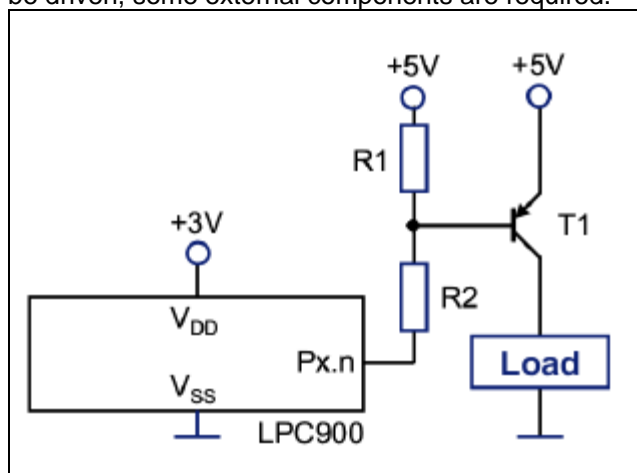 be driven, some external components are required.
+5V +5V
R1
+3V
T1
VDD
R2
Px.n
Load
VSS
LPC900